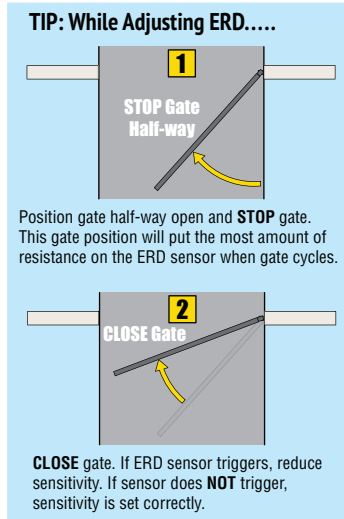 TIP: While Adjusting ERD.....
1
STOP Gate
Half-way
Position gate half-way open and STOP gate.
This gate position will put the most amount of
resistance on the ERD sensor when gate cycles.
2
CLOSE Gate
CLOSE gate. If ERD sensor triggers, reduce
sensitivity. If sensor does NOT trigger,
sensitivity is set correctly.